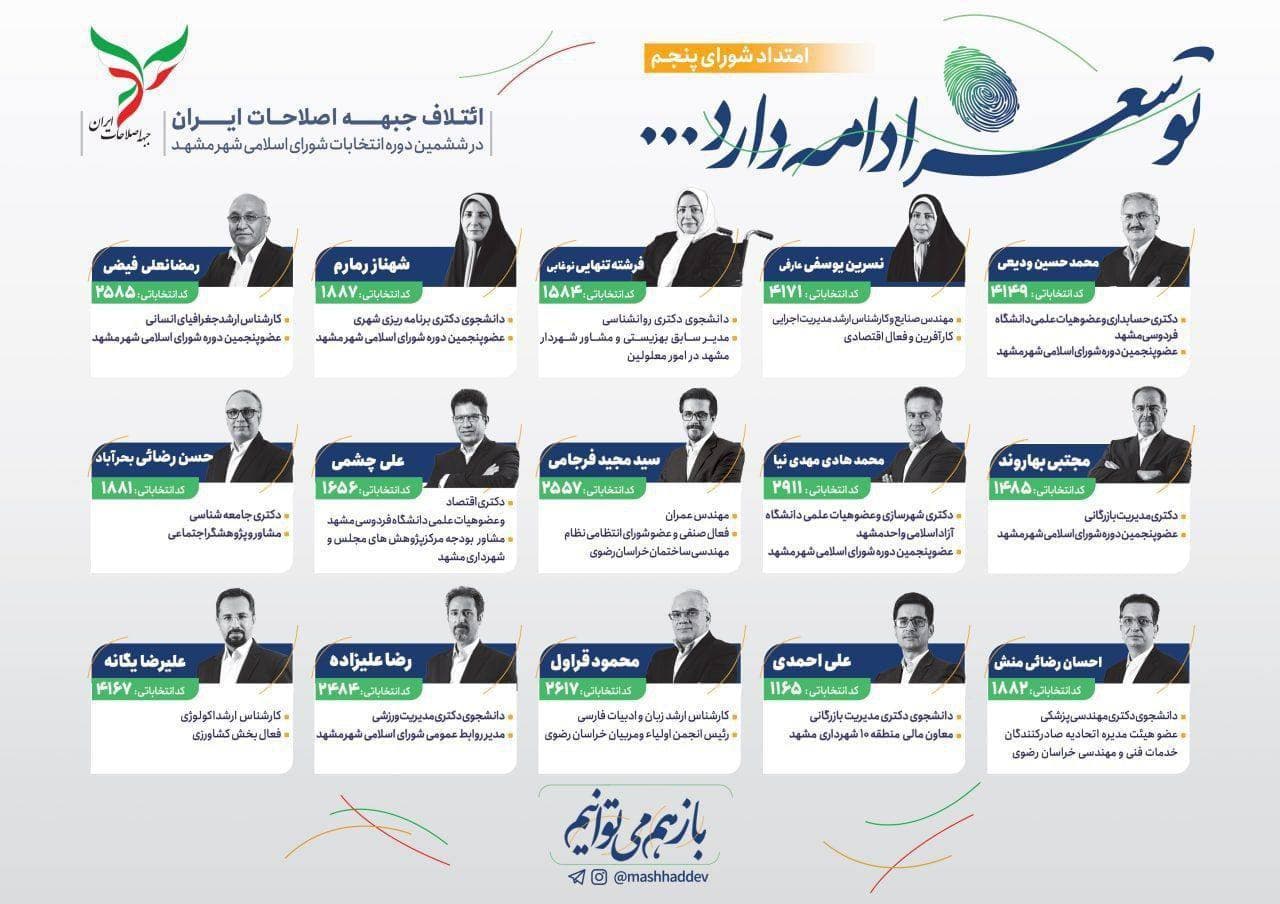 امتداد شورای پنجم
توسعه ادامه دارد...
جبهه اصلاحات ایران
ائتلاف جبهه اصلاحات ایران
در ششمین دوره انتخابات شورای اسلامی شهر مشهد
محمد حسین ودیعی
کد انتخاباتی: ۴۱۴۹
دکتری حسابداری و عضو هیات علمی دانشگاه
فردوسی مشهد
عضو پنجمین دوره شورای اسلامی شهر مشهد
نسرین یوسفی عارفی
کد انتخاباتی: ۴۱۷۱
مهندس صنایع و کارشناس ارشد مدیریت اجرایی
کارآفرین و فعال اقتصادی
فرشته تنهایی نوغابی
کد انتخاباتی: ۱۵۸۴
دانشجوی دکتری روانشناسی
مدیر سابق بهزیستی و مشاور شهردار
مشهد در امور معلولین
شهناز رمارم
کد انتخاباتی: ۱۸۸۷
دانشجوی دکتری برنامه ریزی شهری
عضو پنجمین دوره شورای اسلامی شهر مشهد
رمضانعلی فیضی
کد انتخاباتی: ۲۵۸۵
کارشناس ارشد جغرافیای انسانی
عضو پنجمین دوره شورای اسلامی شهر مشهد
مجتبی بهاروند
کد انتخاباتی: ۱۴۸۵
دکتری مدیریت بازرگانی
عضو پنجمین دوره شورای اسلامی شهر مشهد
محمد هادی مهدی نیا
کد انتخاباتی: ۲۹۱۱
دکتری شهرسازی و عضو هیات علمی دانشگاه
آزاد اسلامی واحد مشهد
عضو پنجمین دوره شورای اسلامی شهر مشهد
سید مجید فرجامی
کد انتخاباتی: ۲۵۵۷
مهندس عمران
فعال صنفی و عضو شورای انتظامی نظام
مهندسی ساختمان خراسان رضوی
علی چشمی
کد انتخاباتی: ۱۶۵۶
دکتری اقتصاد
و عضو هیات علمی دانشگاه فردوسی مشهد
مشاور بودجه مرکز پژوهش های مجلس و
شهرداری مشهد
حسن رضائی بحرآباد
کد انتخاباتی: ۱۸۸۱
دکتری جامعه شناسی
مشاور و پژوهشگر اجتماعی
احسان رضائی منش
کد انتخاباتی: ۱۸۸۲
دانشجوی دکتری مهندسی پزشکی
عضو هیئت مدیره اتحادیه صادرکنندگان
خدمات فنی و مهندسی خراسان رضوی
علی احمدی
کد انتخاباتی: ۱۱۶۵
دانشجوی دکتری مدیریت بازرگانی
معاون مالی منطقه ۱۰ شهرداری مشهد
محمود قراول
کد انتخاباتی: ۲۶۱۷
کارشناس ارشد زبان و ادبیات فارسی
رئیس انجمن اولیاء و مربیان خراسان رضوی
رضا علیزاده
کد انتخاباتی: ۲۴۸۴
دانشجوی دکتری مدیریت ورزشی
مدیر روابط عمومی شورای اسلامی شهر مشهد
علیرضا یگانه
کد انتخاباتی: ۴۱۶۷
کارشناس ارشد اکولوژی
فعال بخش کشاورزی
باز هم می توانیم
@mashhaddev